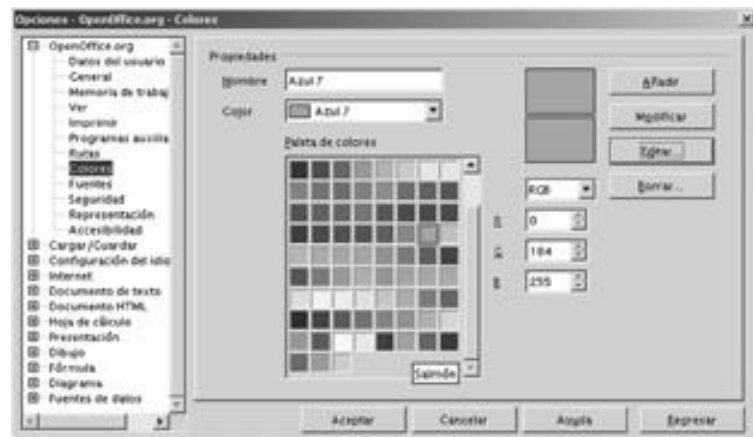 Opciones - OpenOffice.org - Colores
OpenOffice.org
Datos del usuario
General
Memoria de trabaj
Ver
Imprimir
Programas auxilia
Rutas
Colores
Fuentes
Seguridad
Representación
Accesibilidad
Cargar/Guardar
Configuración del idio
Internet
Documento de texto
Documento HTML
Hoja de cálculo
Presentación
Dibujo
Fórmula
Diagrama
Fuentes de datos
Propiedades
Nombre
Azul 7
Color
Azul 7
Paleta de colores
Salmón
RGB
R
0
G
184
B
255
Añadir
Modificar
Editar...
Borrar...
Aceptar
Cancelar
Ayuda
Regresar